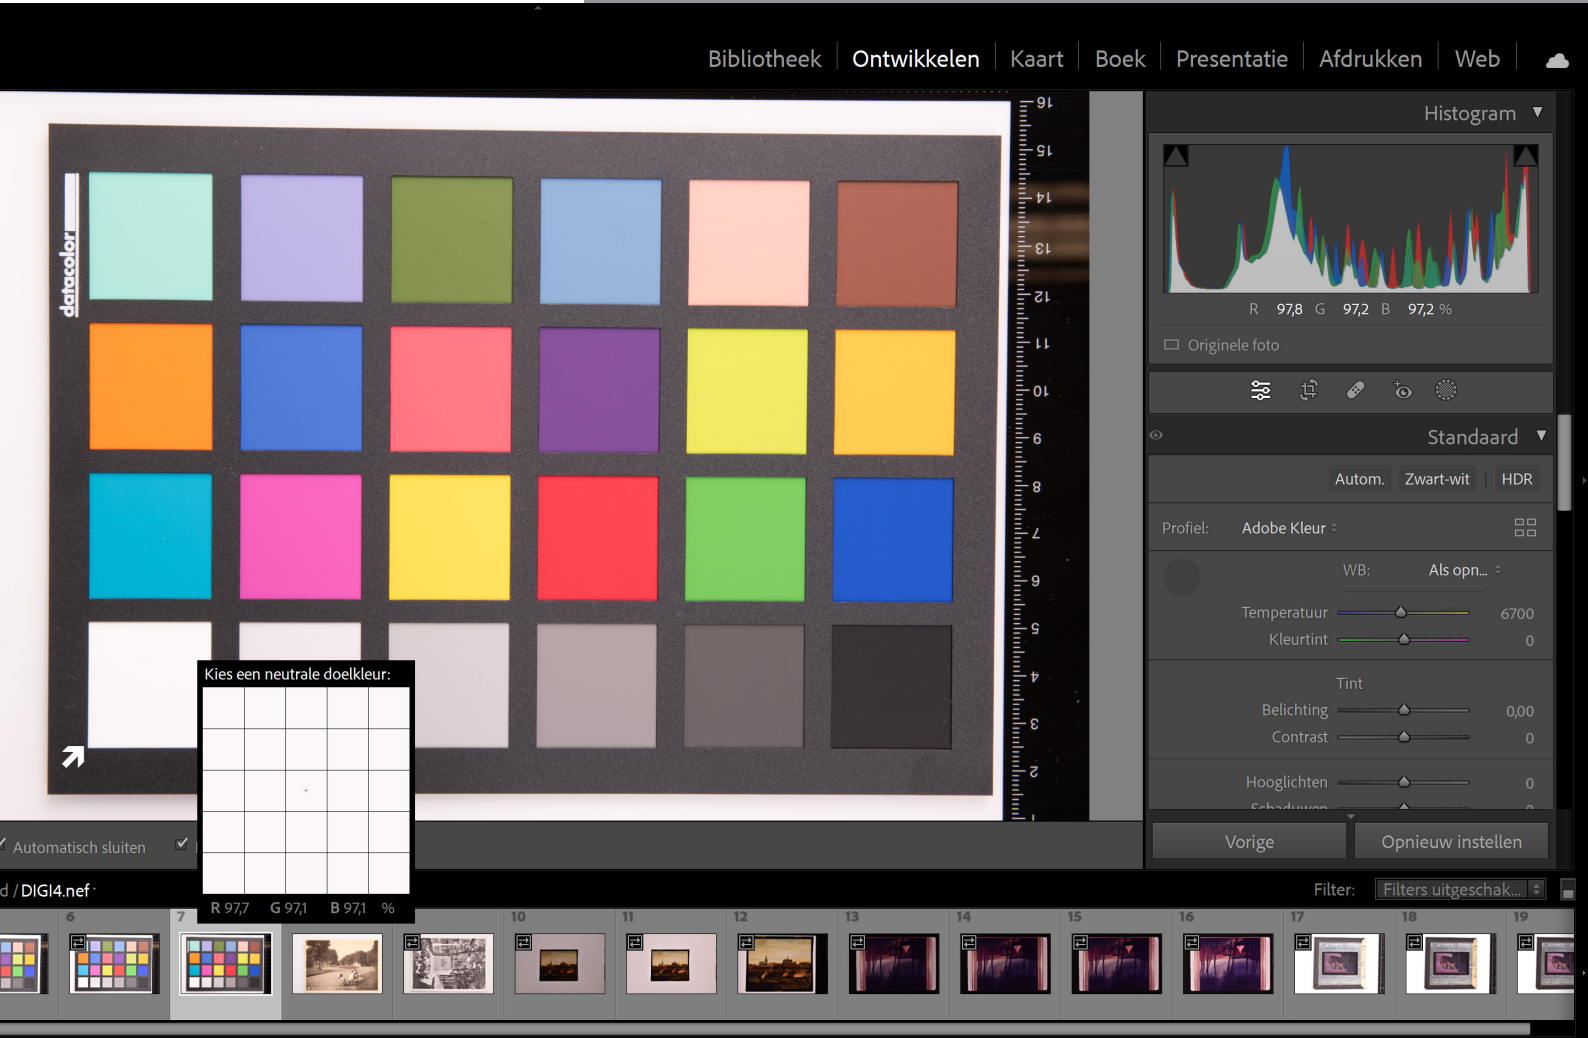 Bibliotheek Ontwikkelen Kaart Boek Presentatie Afdrukken Web
Histogram
R 97,8 G 97,2 B 97,2 %
Originele foto
Standaard
Autom. Zwart-wit HDR
Profiel: Adobe Kleur
WB: Als opn...
Temperatuur 6700
Kleurtint 0
Tint
Belichting 0,00
Contrast 0
Hooglichten 0
Schaduwen 0
Vorige Opnieuw instellen
datacolor
16
15
14
13
12
11
10
9
8
7
6
5
4
3
2
1
Kies een neutrale doelkleur:
R 97,7 G 97,1 B 97,1 %
Automatisch sluiten
d / DIGI4.nef
Filter: Filters uitgeschak...
6 7 10 11 12 13 14 15 16 17 18 19